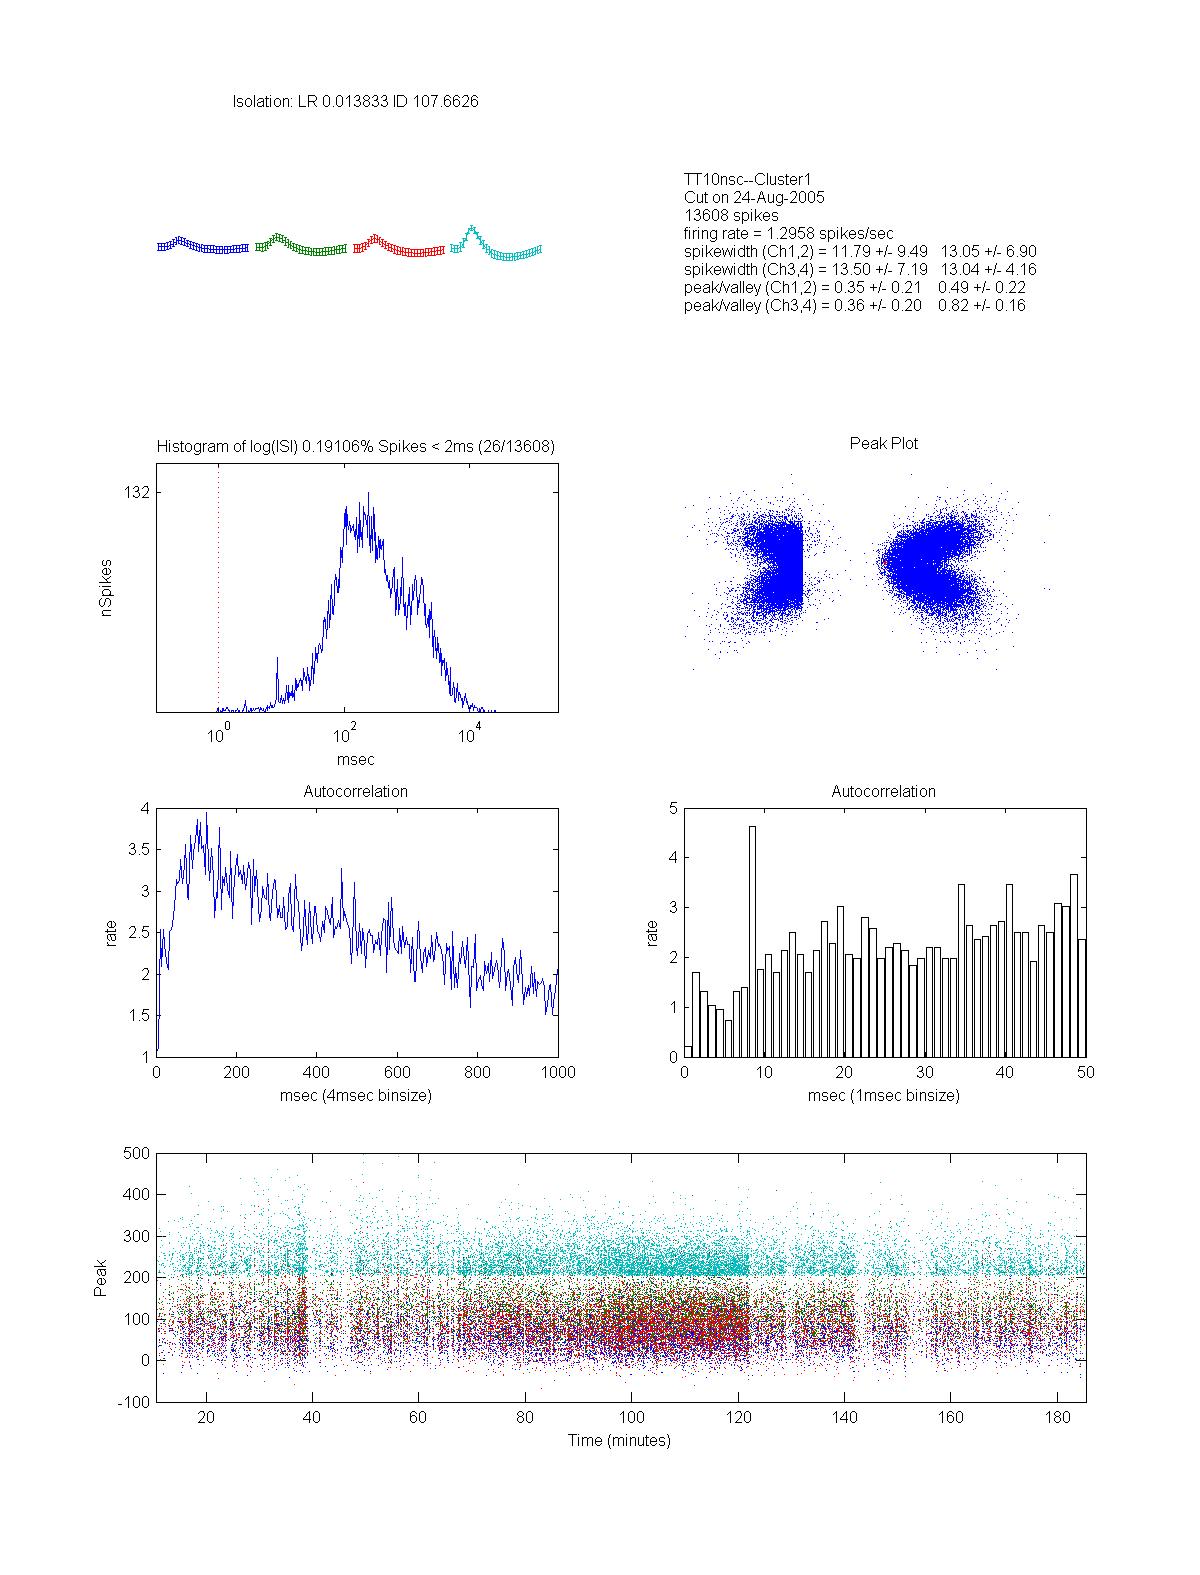 Isolation: LR 0.013833 ID 107.6626
TT10nsc--Cluster1
Cut on 24-Aug-2005
13608 spikes
firing rate = 1.2958 spikes/sec
spikewidth (Ch1,2) = 11.79 +/- 9.49 13.05 +/- 6.90
spikewidth (Ch3,4) = 13.50 +/- 7.19 13.04 +/- 4.16
peak/valley (Ch1,2) = 0.35 +/- 0.21 0.49 +/- 0.22
peak/valley (Ch3,4) = 0.36 +/- 0.20 0.82 +/- 0.16
Histogram of log(ISI) 0.19106% Spikes < 2ms (26/13608)
132
nSpikes
10^0 10^2 10^4
msec
Peak Plot
Autocorrelation
4
3.5
3
2.5
2
1.5
1
rate
0 200 400 600 800 1000
msec (4msec binsize)
Autocorrelation
5
4
3
2
1
0
rate
0 10 20 30 40 50
msec (1msec binsize)
500
400
300
200
100
0
-100
Peak
20 40 60 80 100 120 140 160 180
Time (minutes)